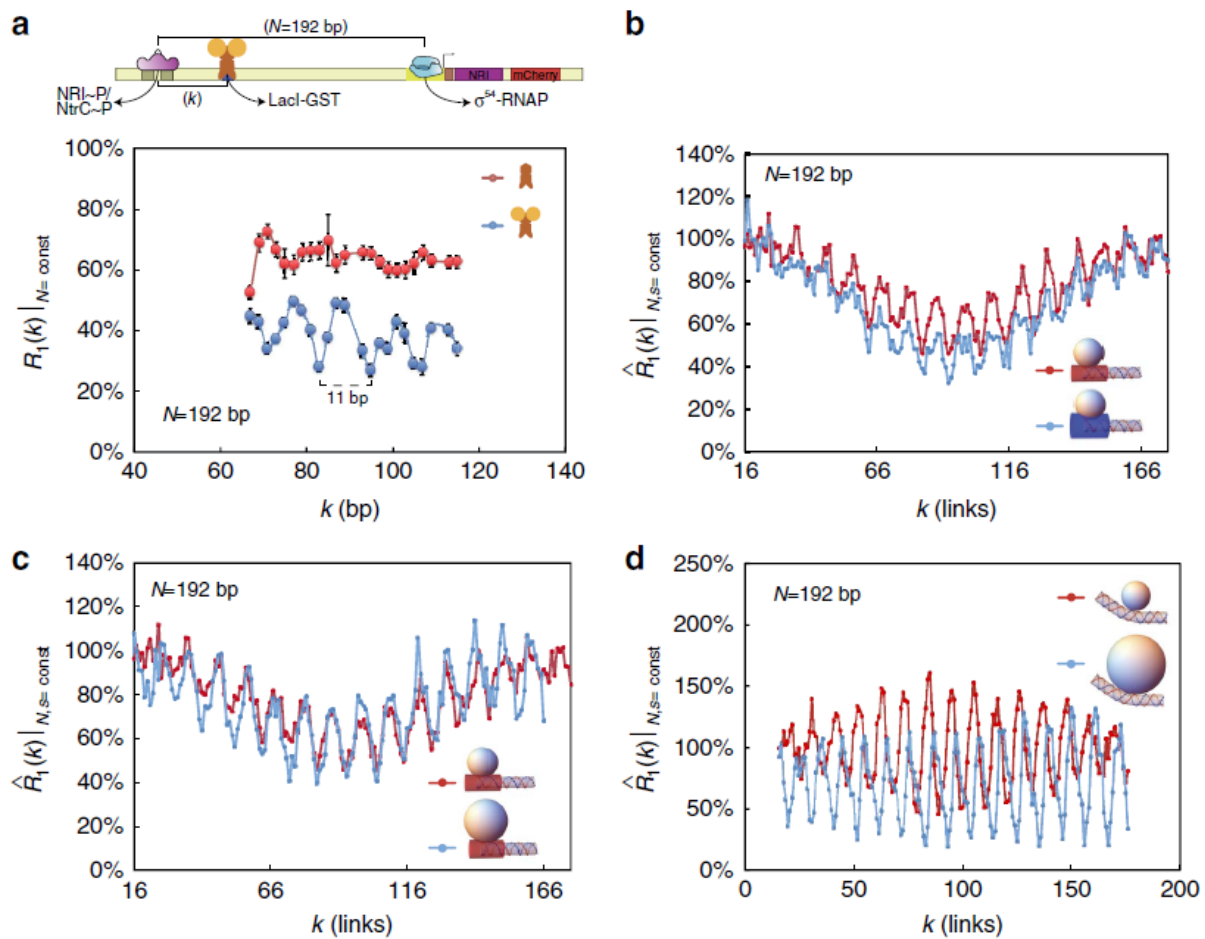 a
(N=192 bp)
NRI
mCherry
NRI~P/
NtrC~P
(k)
LacI-GST
σ⁵⁴-RNAP
100%
80%
60%
40%
20%
0%
R₁(k)|N= const
11 bp
N=192 bp
40 60 80 100 120 140
k (bp)
b
140%
120%
100%
80%
60%
40%
20%
0%
R̂₁(k)|N,s= const
N=192 bp
16 66 116 166
k (links)
c
140%
120%
100%
80%
60%
40%
20%
0%
R̂₁(k)|N,s= const
N=192 bp
16 66 116 166
k (links)
d
250%
200%
150%
100%
50%
0%
R̂₁(k)|N,s= const
N=192 bp
0 50 100 150 200
k (links)